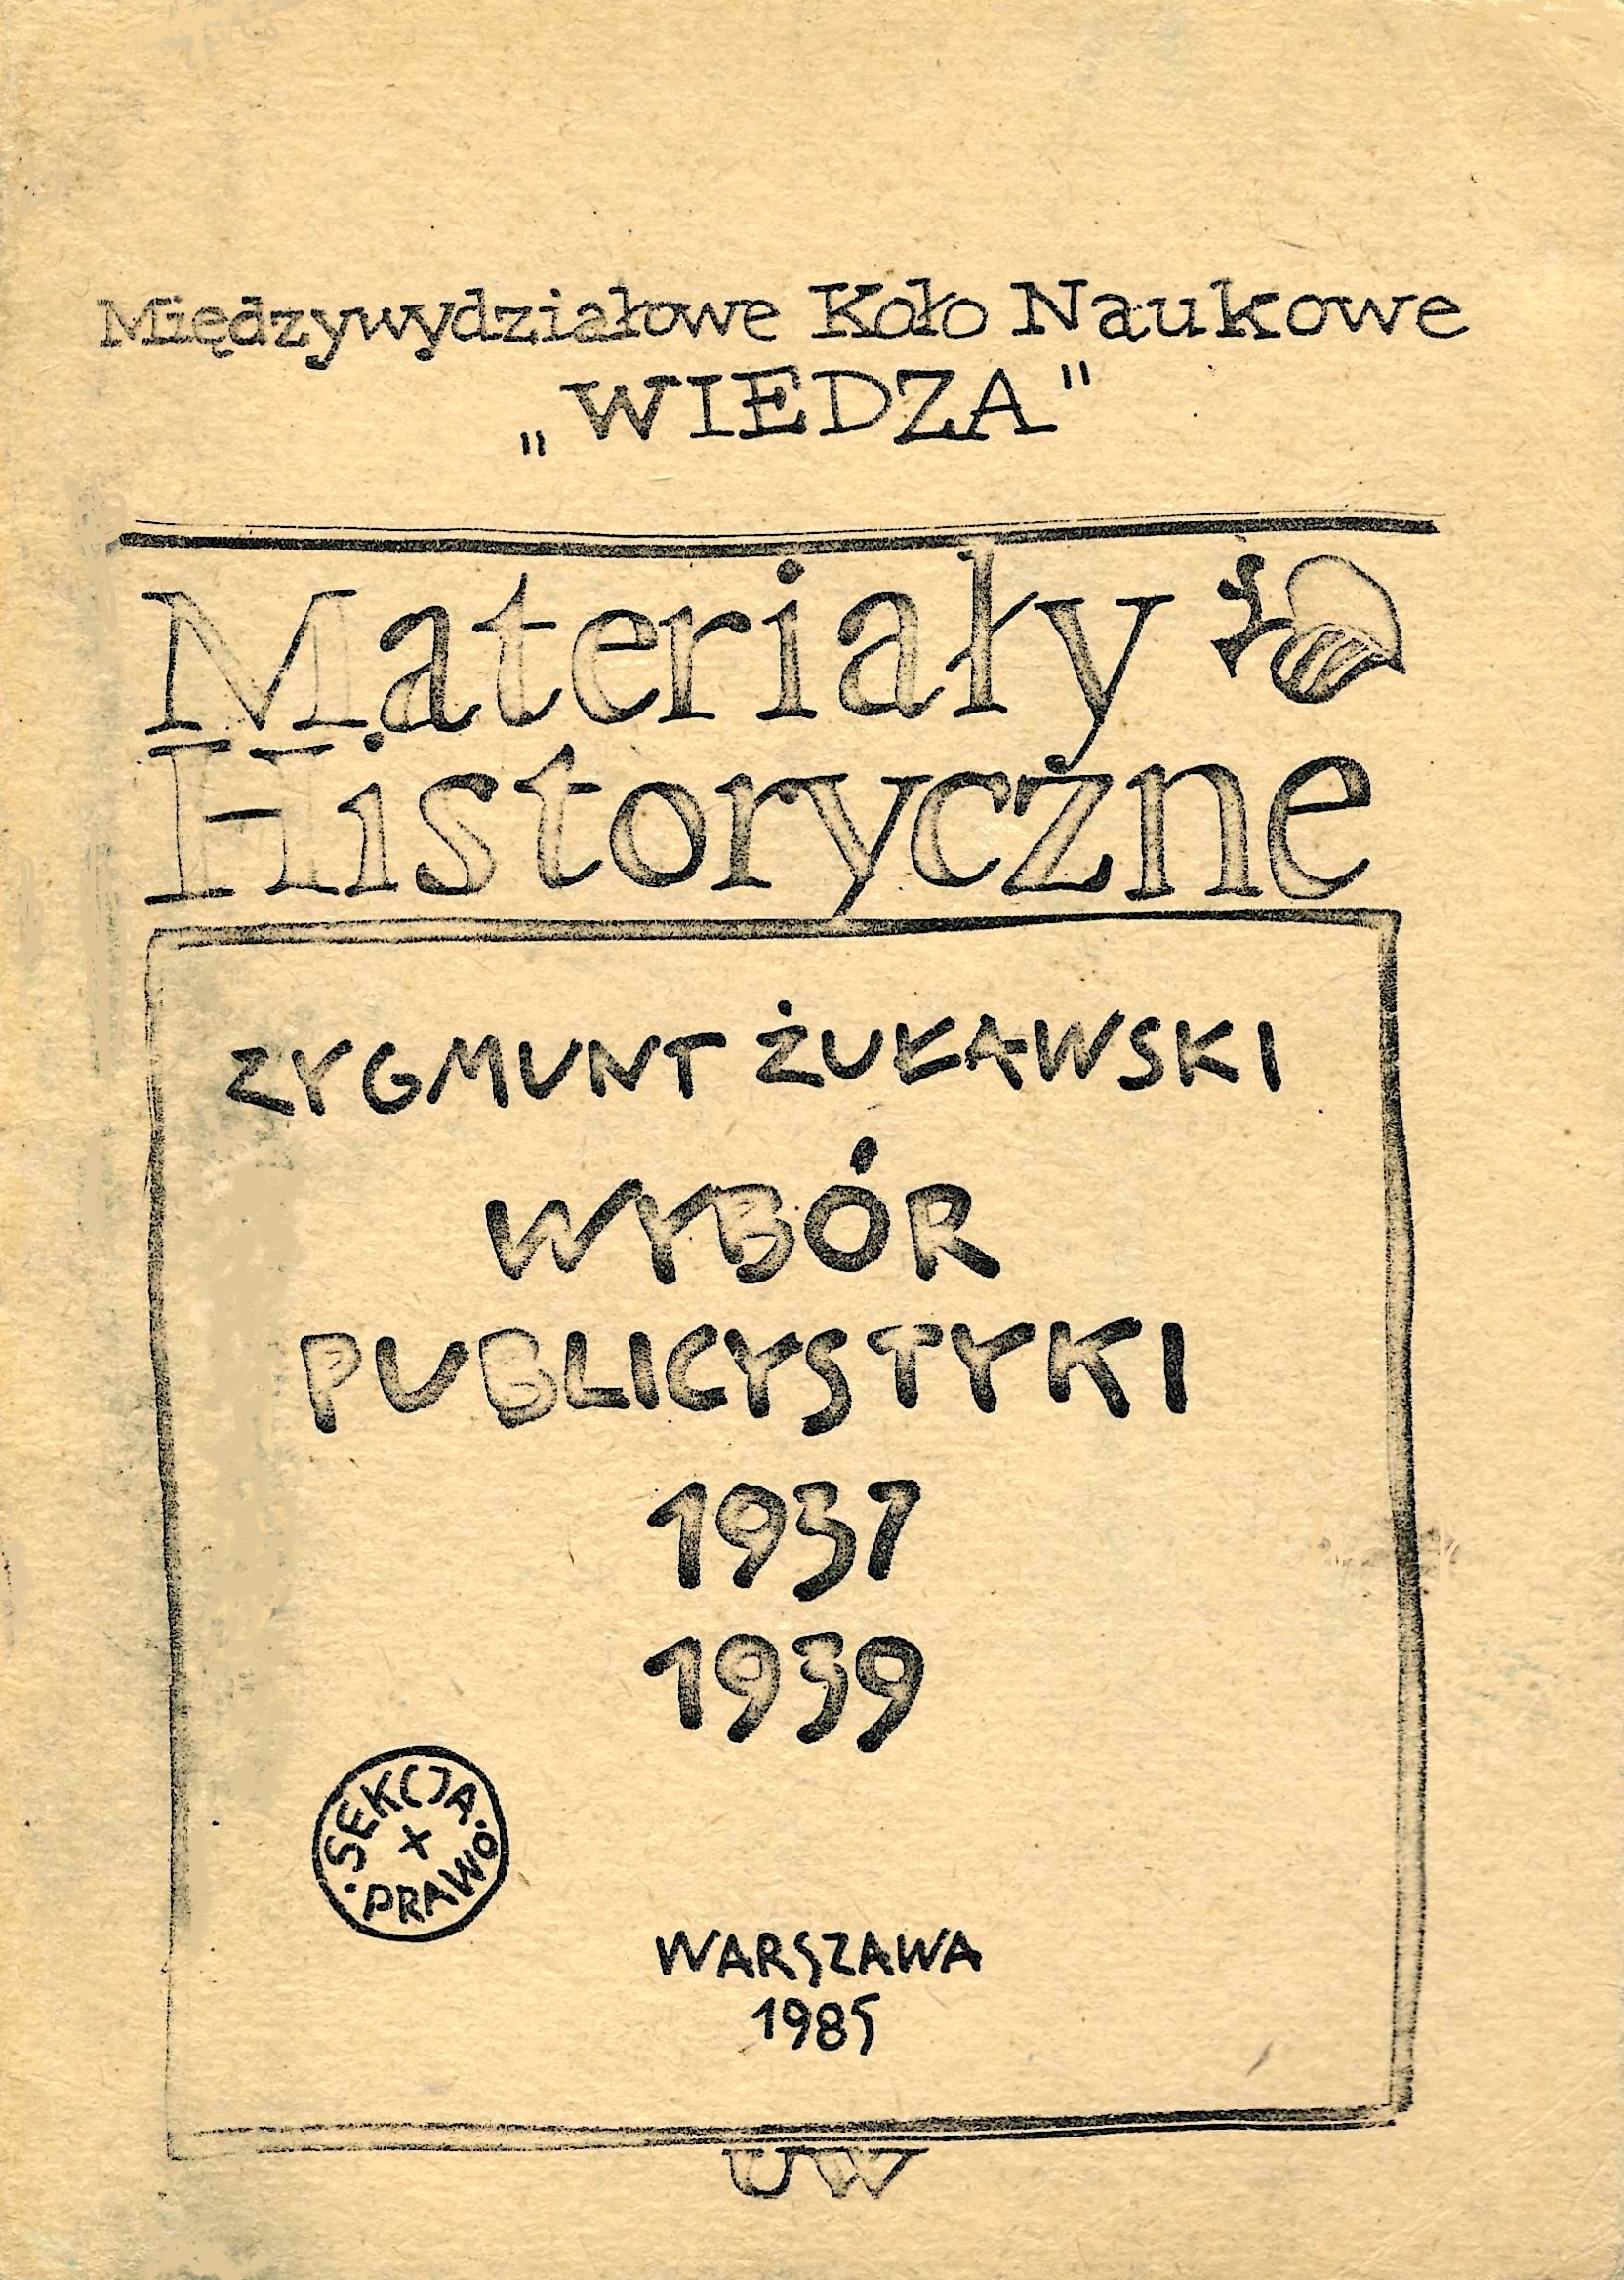 Międzywydziałowe Koło Naukowe
„WIEDZA"
Materiały
Historyczne
ZYGMUNT ŻUŁAWSKI
WYBÓR
PUBLICYSTYKI
1937
1939
SEKCJA
X
PRAWO
WARSZAWA
1985
UW